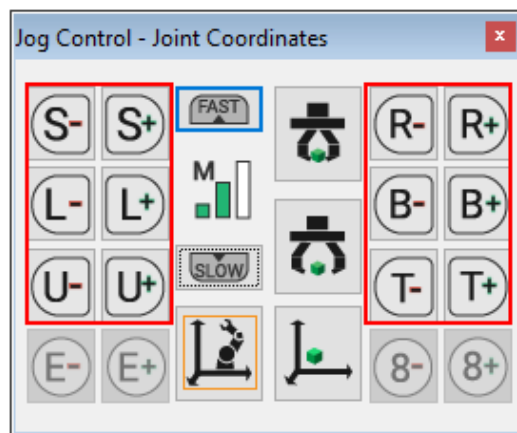 Jog Control - Joint Coordinates x
S- S+ FAST R- R+
L- L+ M B- B+
U- U+ SLOW T- T+
E- E+ 8- 8+